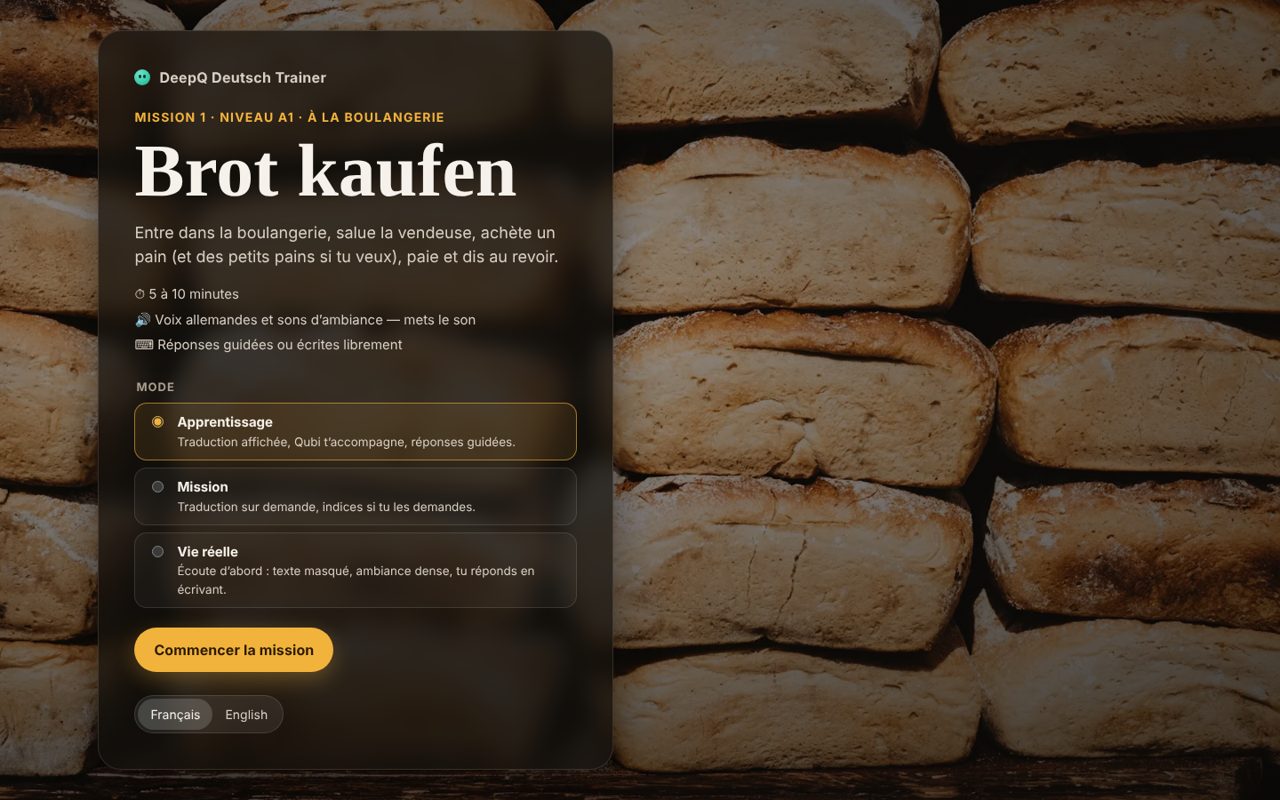 DeepQ Deutsch Trainer
MISSION 1 · NIVEAU A1 · À LA BOULANGERIE
Brot kaufen
Entre dans la boulangerie, salue la vendeuse, achète un
pain (et des petits pains si tu veux), paie et dis au revoir.
⏱ 5 à 10 minutes
🔊 Voix allemandes et sons d’ambiance — mets le son
⌨ Réponses guidées ou écrites librement
MODE
Apprentissage
Traduction affichée, Qubi t’accompagne, réponses guidées.
Mission
Traduction sur demande, indices si tu les demandes.
Vie réelle
Écoute d’abord : texte masqué, ambiance dense, tu réponds en
écrivant.
Commencer la mission
Français English